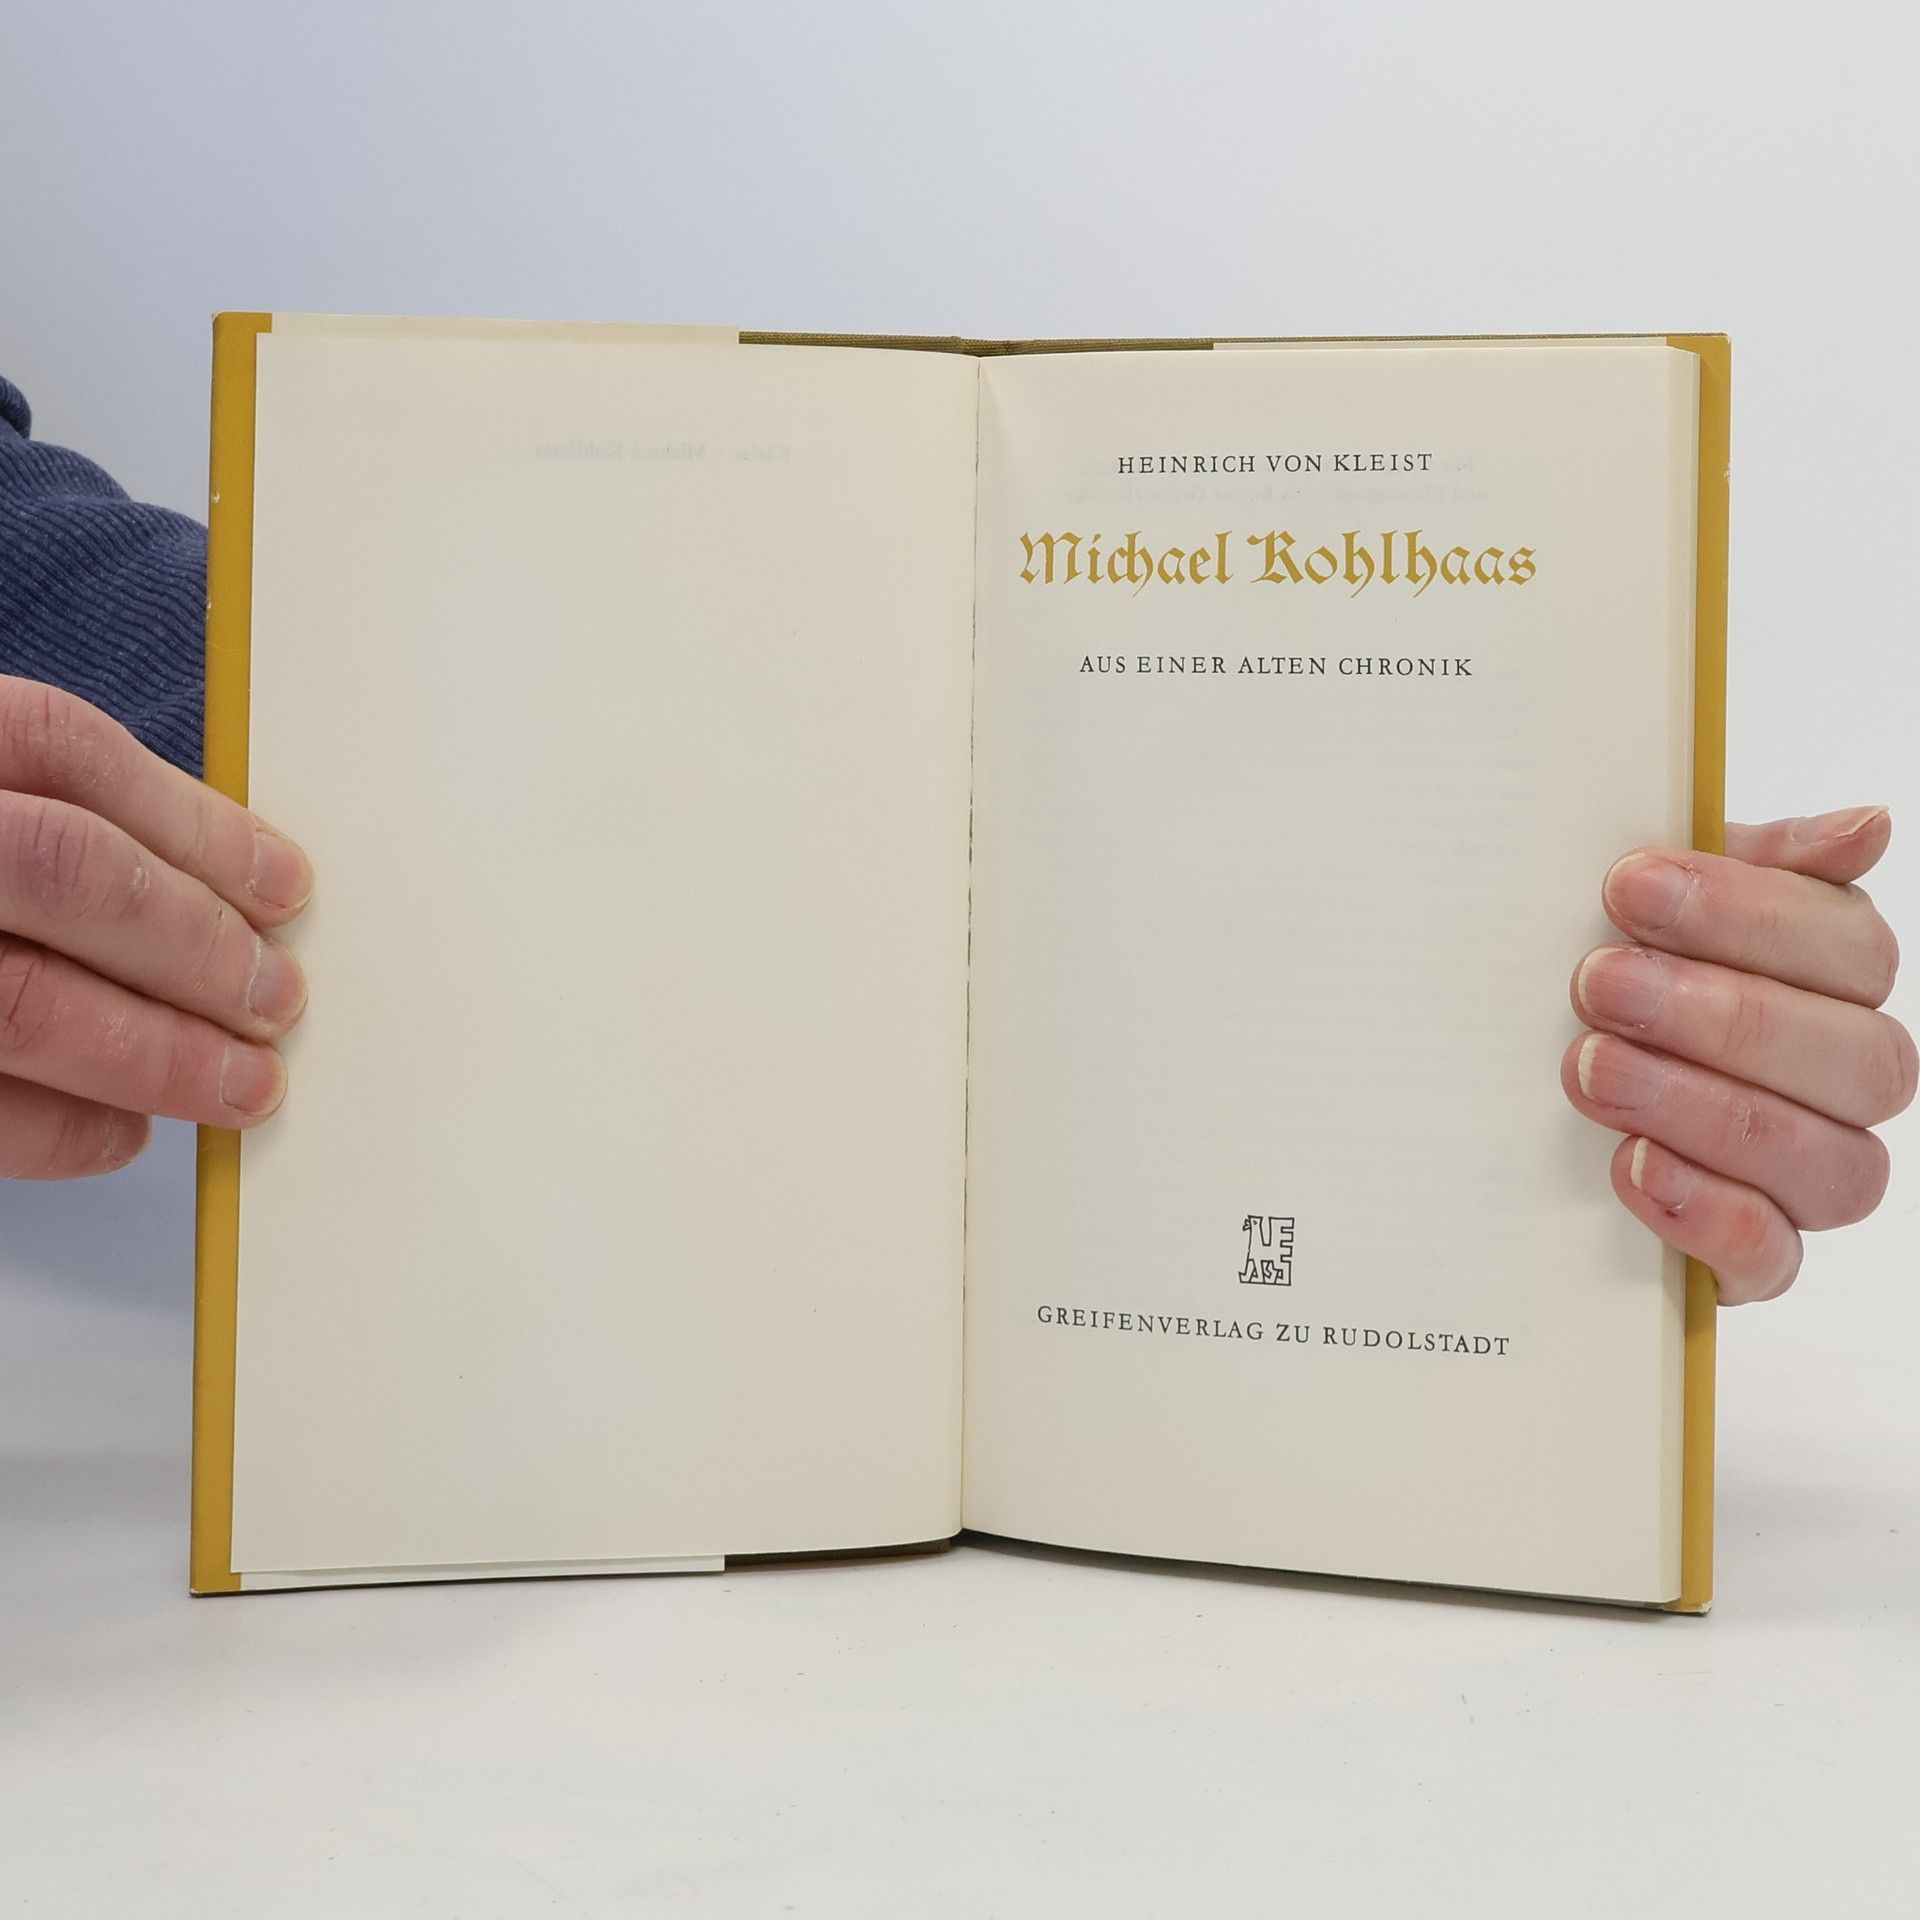 HEINRICH VON KLEIST
Michael Kohlhaas
AUS EINER ALTEN CHRONIK
GREIFENVERLAG ZU RUDOLSTADT